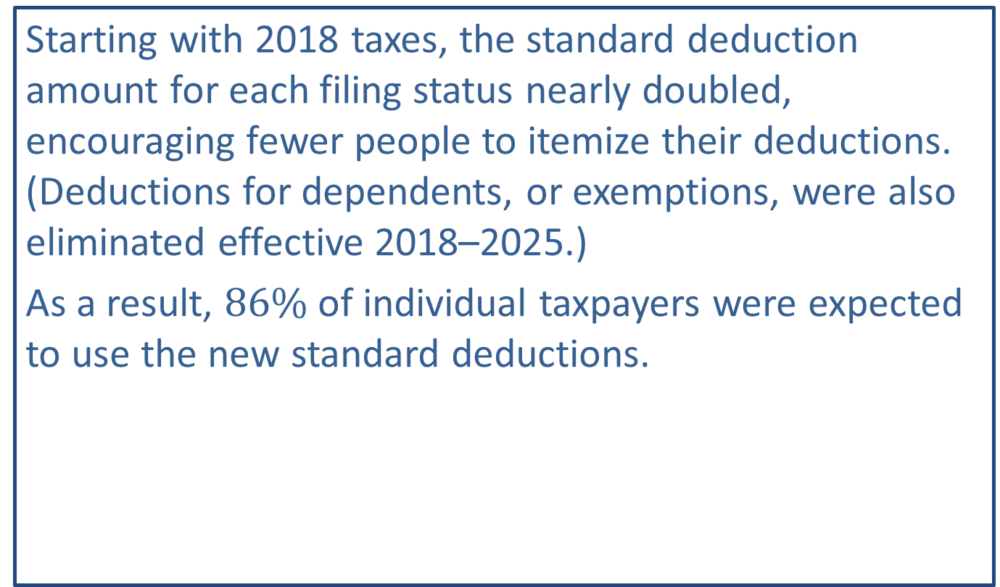 Starting with 2018 taxes, the standard deduction
amount for each filing status nearly doubled,
encouraging fewer people to itemize their deductions.
(Deductions for dependents, or exemptions, were also
eliminated effective 2018–2025.)
As a result, 86% of individual taxpayers were expected
to use the new standard deductions.